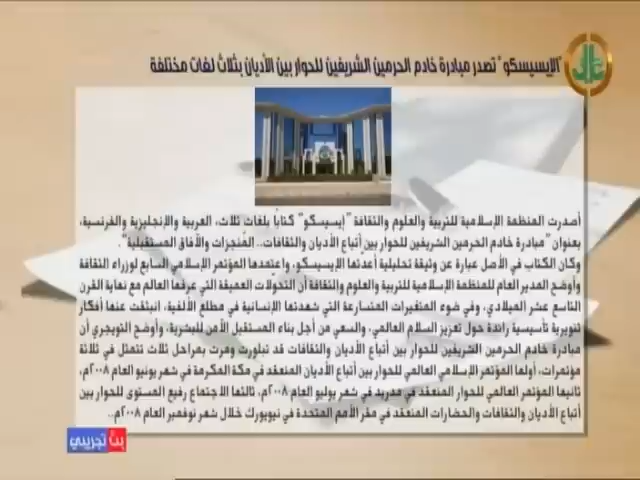 "الإيسيسكو" تصدر مبادرة خادم الحرمين الشريفين للحوار بين الأديان بثلاث لغات مختلفة
أصدرت المنظمة الإسلامية للتربية والعلوم والثقافة "إيسيسكو" كتاباً بلغات ثلاث، العربية والإنجليزية والفرنسية،
بعنوان "مبادرة خادم الحرمين الشريفين للحوار بين أتباع الأديان والثقافات.. المنجزات والآفاق المستقبلية".
وكان الكتاب في الأصل عبارة عن وثيقة تحليلية أعدتها الإيسيسكو، واعتمدها المؤتمر الإسلامي السابع لوزراء الثقافة
وأوضح المدير العام للمنظمة الإسلامية للتربية والعلوم والثقافة أن التحولات العميقة التي عرفها العالم مع نهاية القرن
التاسع عشر الميلادي، وفي ضوء المتغيرات المتسارعة التي شهدتها الإنسانية في مطلع الألفية، انبثقت عنها أفكار
تنويرية تأسيسية رائدة حول تعزيز السلام العالمي، والسعي من أجل بناء المستقبل الآمن للبشرية، وأوضح التويجري أن
مبادرة خادم الحرمين الشريفين للحوار بين أتباع الأديان والثقافات قد تبلورت ومرت بمراحل ثلاث تتمثل في ثلاثة
مؤتمرات، أولها المؤتمر الإسلامي العالمي للحوار بين أتباع الأديان المنعقد في مكة المكرمة في شهر يونيو العام ٢٠٠٨م،
ثانيها المؤتمر العالمي للحوار المنعقد في مدريد في شهر يوليو العام ٢٠٠٨م، ثالثها الاجتماع رفيع المستوى للحوار بين
أتباع الأديان والثقافات والحضارات المنعقد في مقر الأمم المتحدة في نيويورك خلال شهر نوفمبر العام ٢٠٠٨م..
بث تجريبي